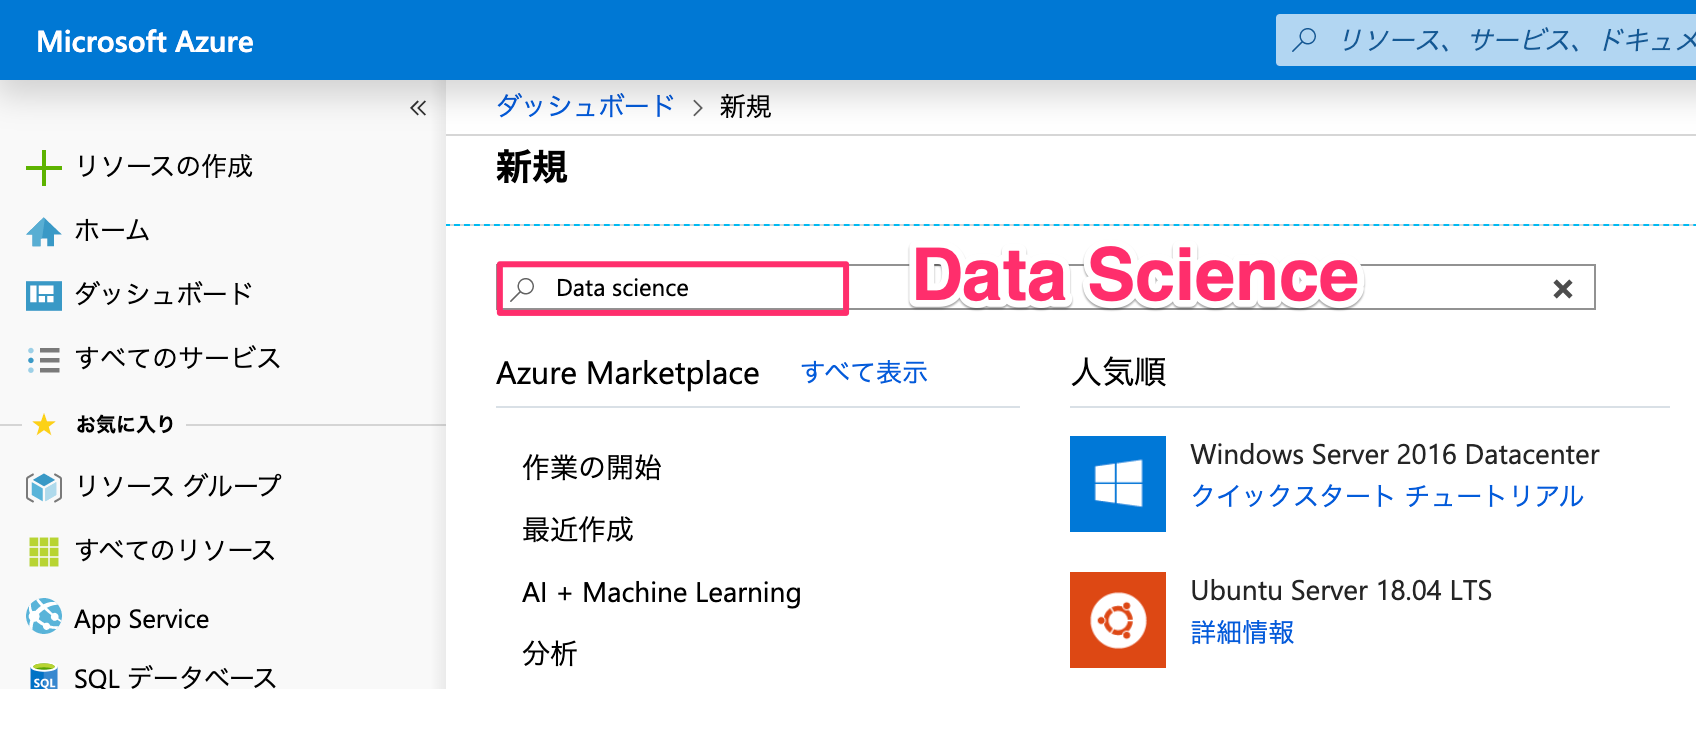 Microsoft Azure
リソース、サービス、ドキュメ
«
ダッシュボード > 新規
リソースの作成
ホーム
ダッシュボード
すべてのサービス
お気に入り
リソース グループ
すべてのリソース
App Service
SQL データベース
新規
Data science
Data Science
Azure Marketplace すべて表示
作業の開始
最近作成
AI + Machine Learning
分析
人気順
Windows Server 2016 Datacenter
クイックスタート チュートリアル
Ubuntu Server 18.04 LTS
詳細情報